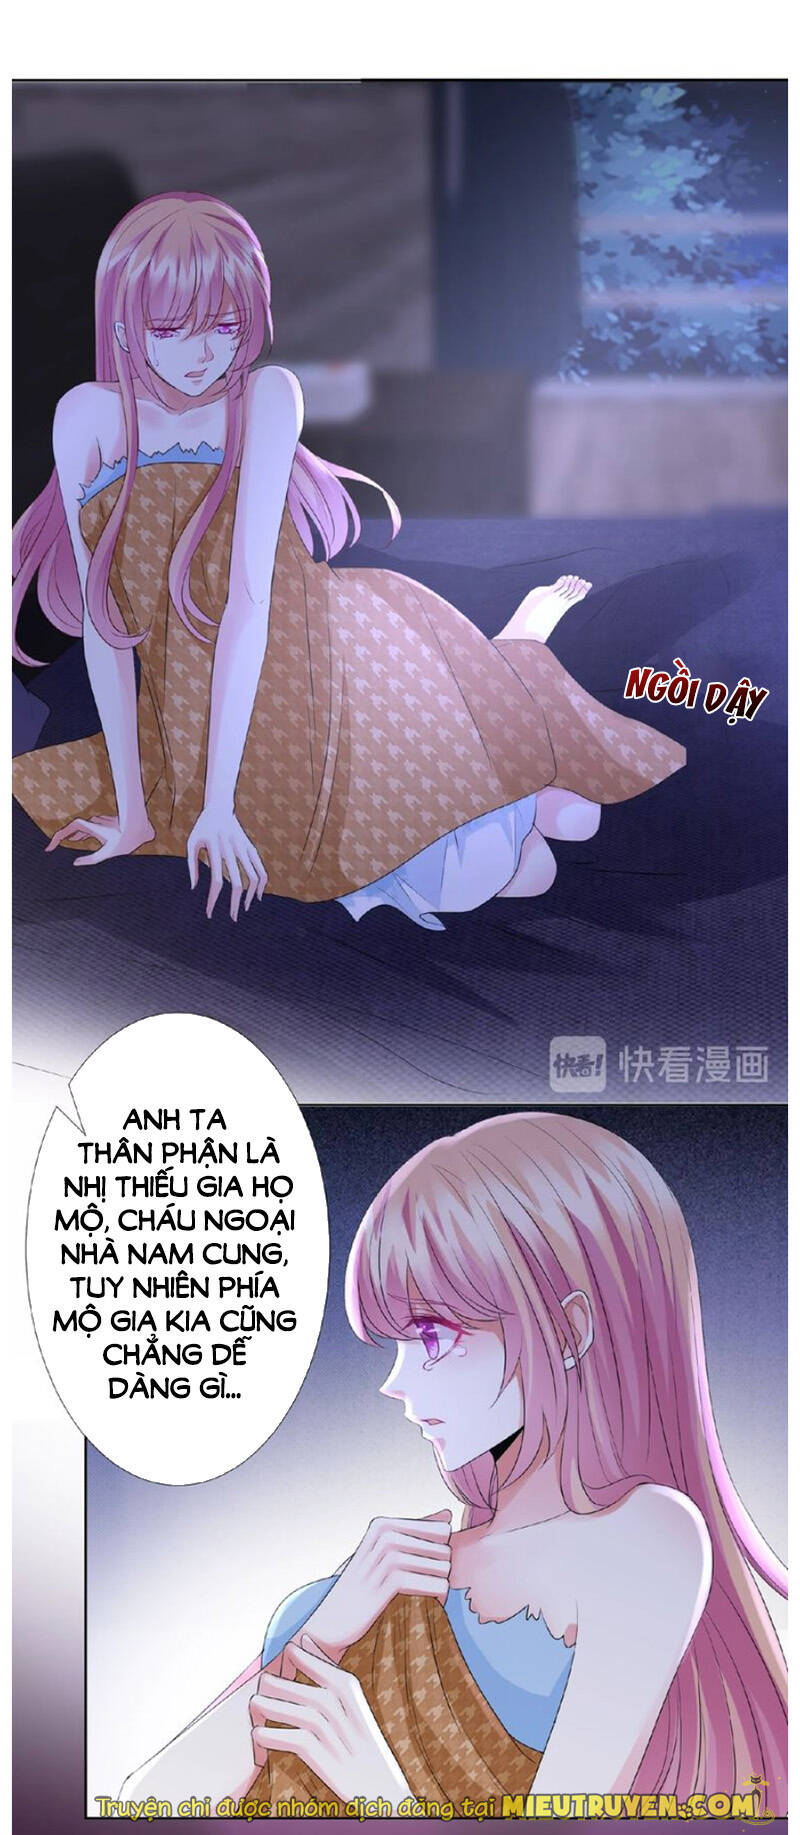 NGỒI DẬY
快看! 快看漫画
ANH TA
THÂN PHẬN LÀ
NHỊ THIẾU GIA HỌ
MỘ, CHÁU NGOẠI
NHÀ NAM CUNG,
TUY NHIÊN PHÍA
MỘ GIA KIA CŨNG
CHẲNG DỄ
DÀNG GÌ...
Truyện chỉ được nhóm dịch đăng tại MIEUTRUYEN.COM